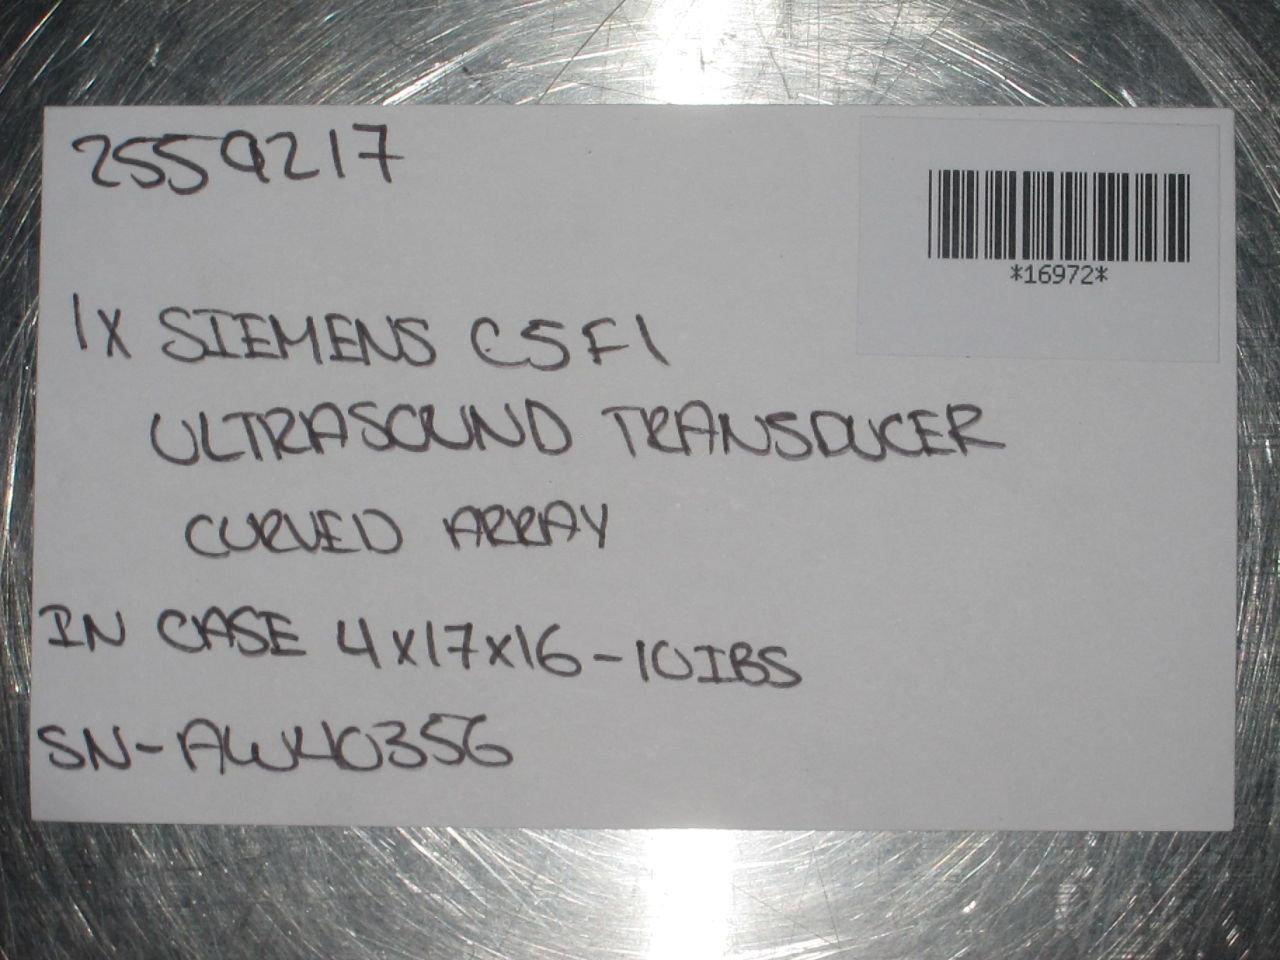 2559217
*16972*
1X SIEMENS C5F1
ULTRASOUND TRANSDUCER
CURVED ARRAY
IN CASE 4X17X16-10IBS
SN-AW40356